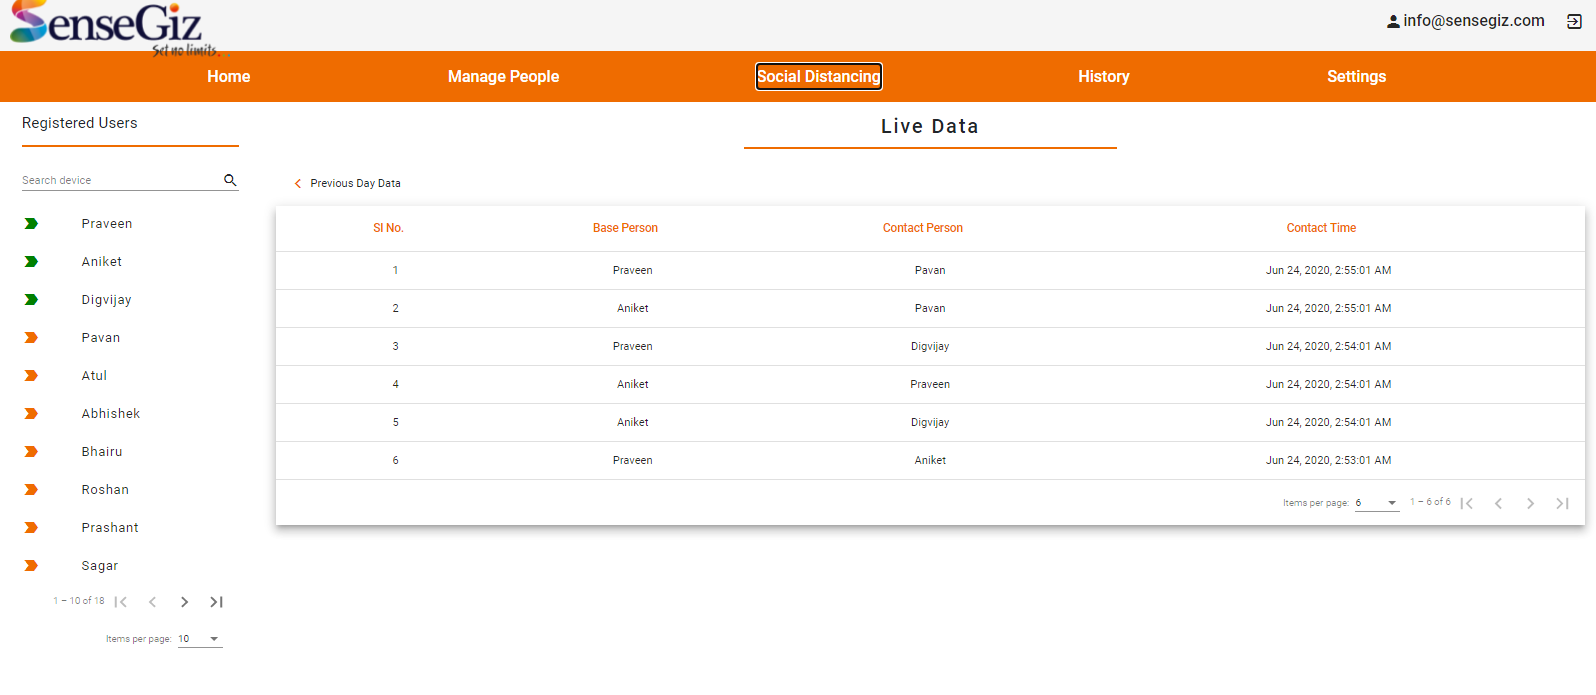 SenseGiz
Set no limits...
info@sensegiz.com
Home Manage People Social Distancing History Settings
Registered Users
Search device
Praveen
Aniket
Digvijay
Pavan
Atul
Abhishek
Bhairu
Roshan
Prashant
Sagar
1 – 10 of 18
Items per page: 10
Live Data
Previous Day Data
Sl No. Base Person Contact Person Contact Time
1 Praveen Pavan Jun 24, 2020, 2:55:01 AM
2 Aniket Pavan Jun 24, 2020, 2:55:01 AM
3 Praveen Digvijay Jun 24, 2020, 2:54:01 AM
4 Aniket Praveen Jun 24, 2020, 2:54:01 AM
5 Aniket Digvijay Jun 24, 2020, 2:54:01 AM
6 Praveen Aniket Jun 24, 2020, 2:53:01 AM
Items per page: 6 1 – 6 of 6